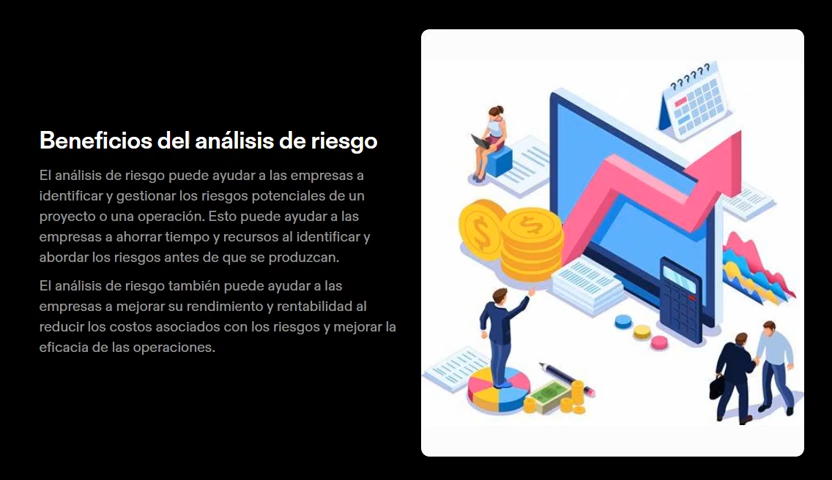 Beneficios del análisis de riesgo
El análisis de riesgo puede ayudar a las empresas a
identificar y gestionar los riesgos potenciales de un
proyecto o una operación. Esto puede ayudar a las
empresas a ahorrar tiempo y recursos al identificar y
abordar los riesgos antes de que se produzcan.
El análisis de riesgo también puede ayudar a las
empresas a mejorar su rendimiento y rentabilidad al
reducir los costos asociados con los riesgos y mejorar la
eficacia de las operaciones.